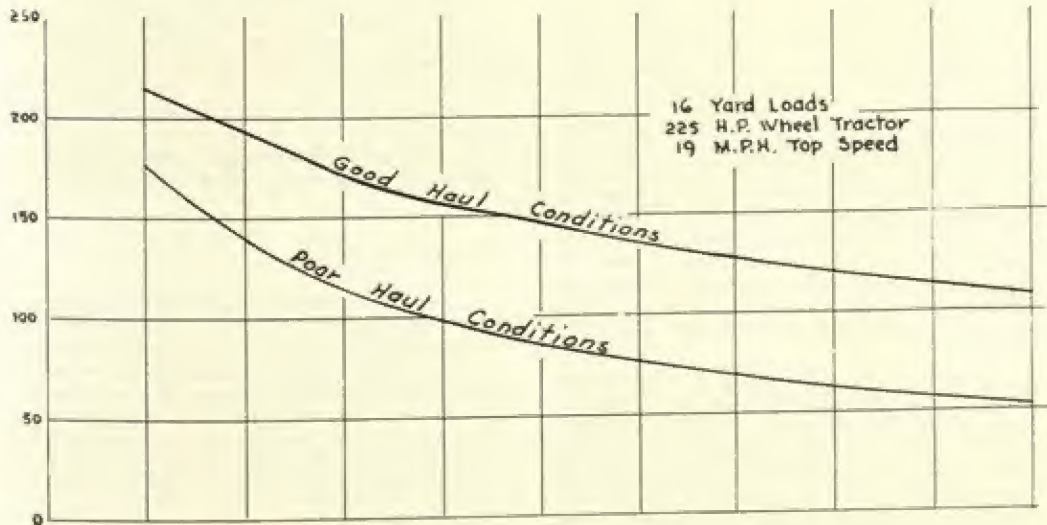 250
200
150
100
50
0
16 Yard Loads
225 H.P. Wheel Tractor
19 M.P.H. Top Speed
Good Haul Conditions
Poor Haul Conditions